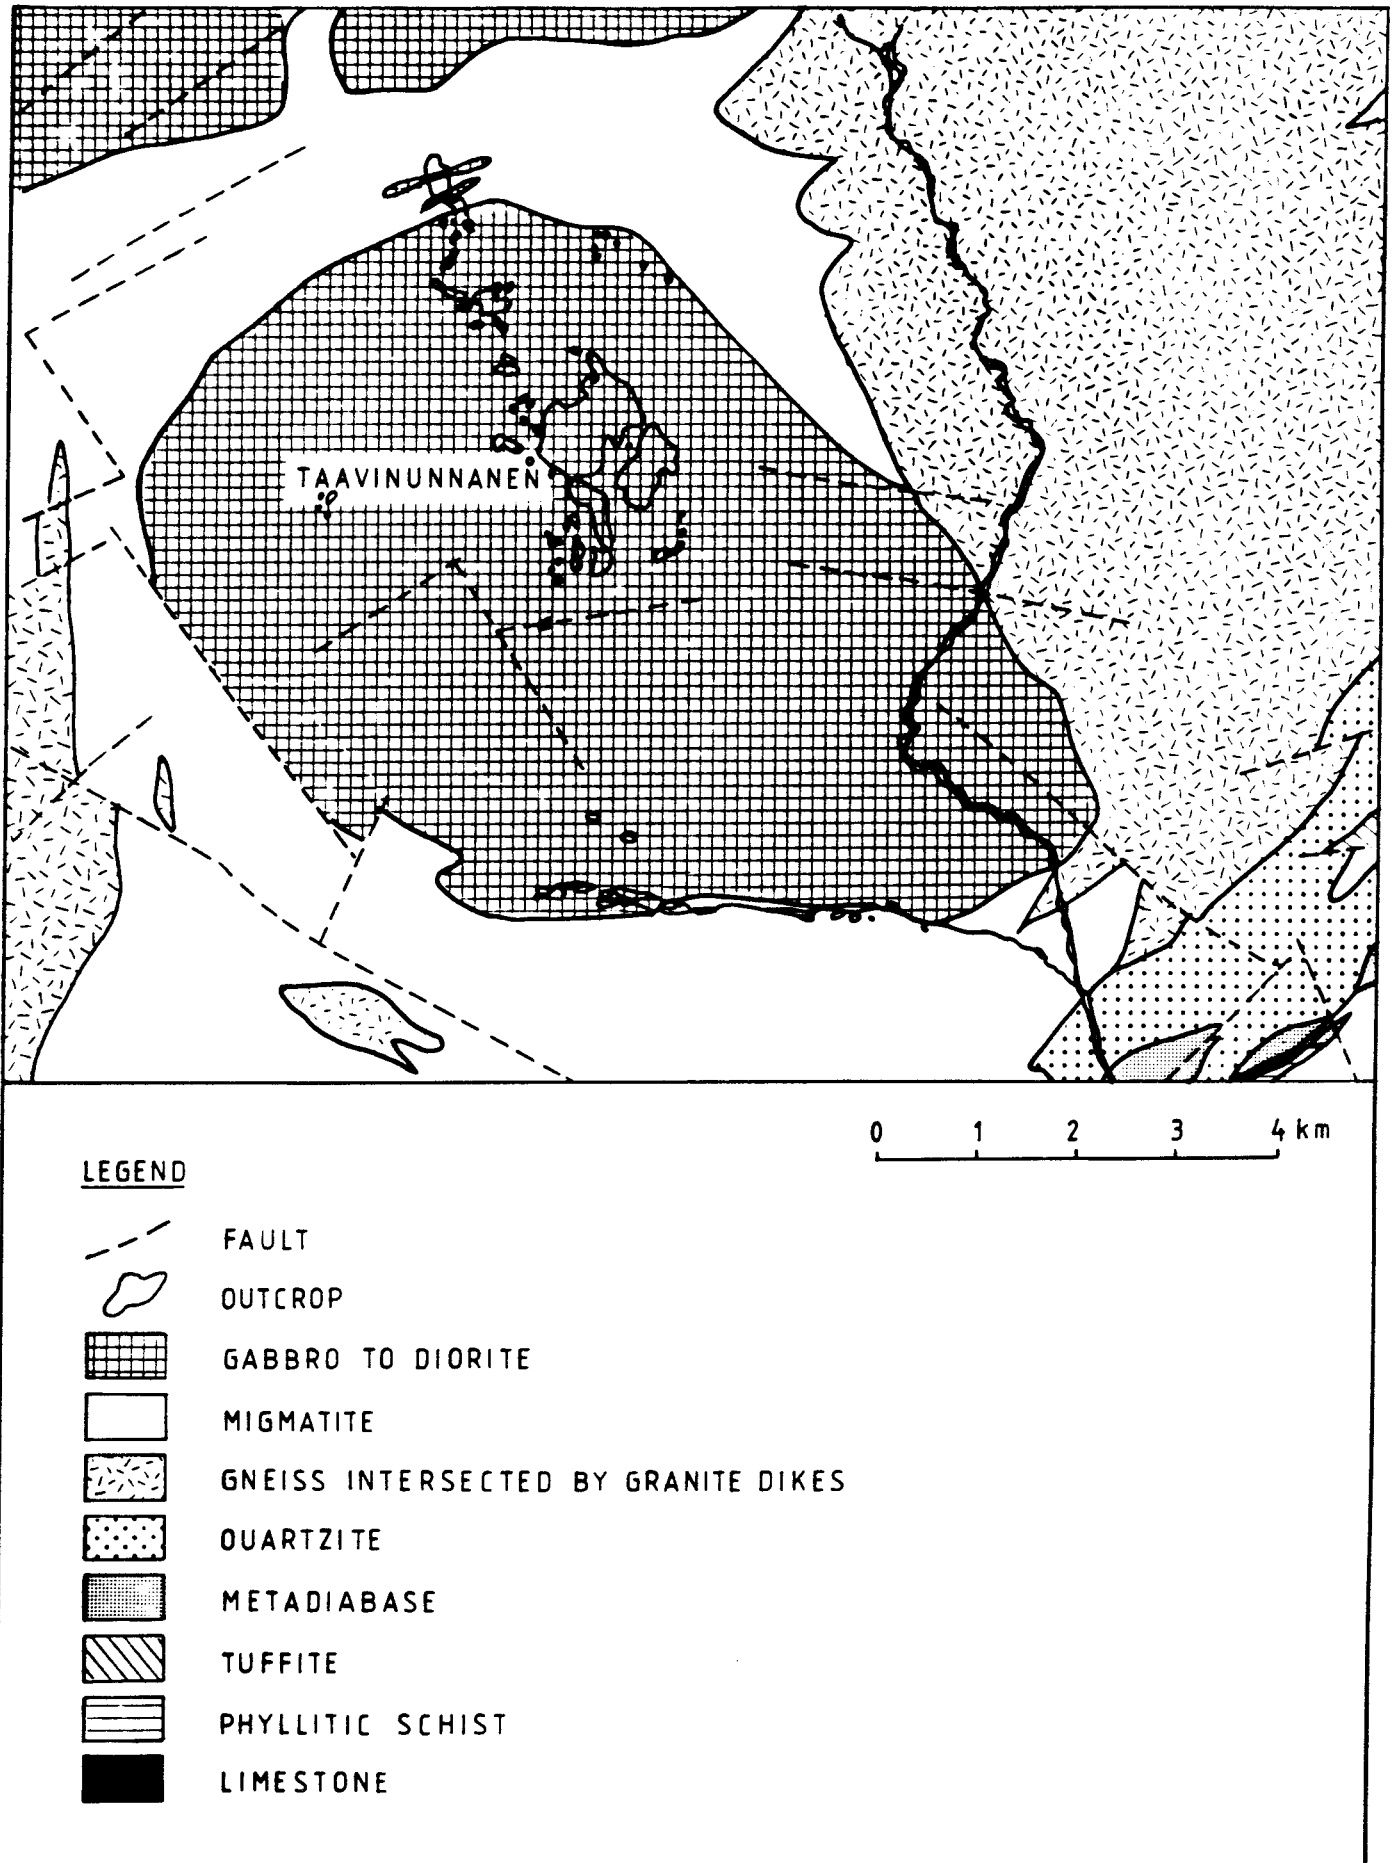 TAAVINUNNANEN
0 1 2 3 4 km
LEGEND
FAULT
OUTCROP
GABBRO TO DIORITE
MIGMATITE
GNEISS INTERSECTED BY GRANITE DIKES
QUARTZITE
METADIABASE
TUFFITE
PHYLLITIC SCHIST
LIMESTONE